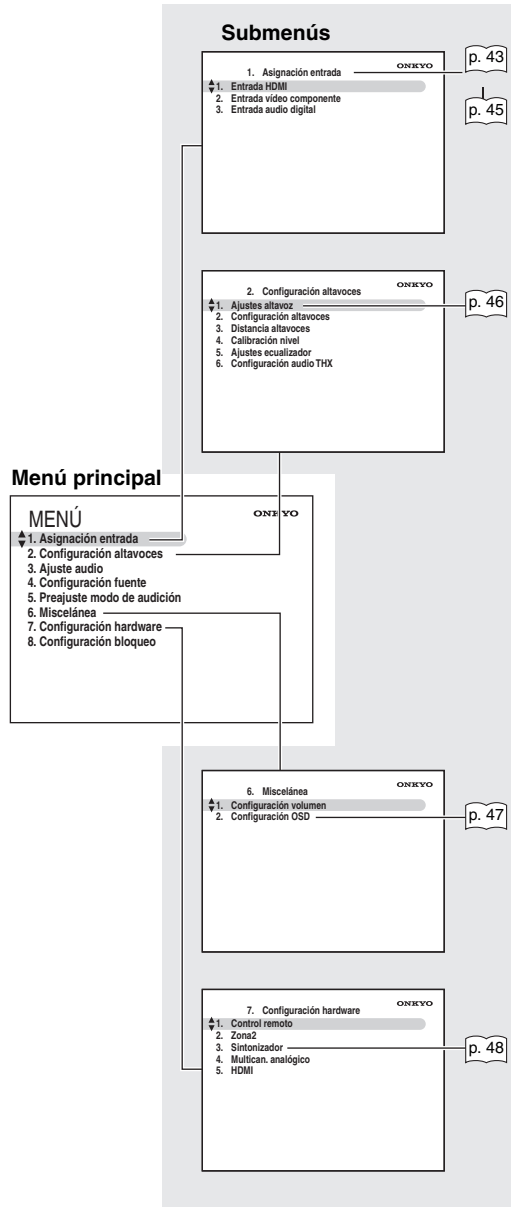 Submenús
ONKYO
1. Asignación entrada
1. Entrada HDMI
2. Entrada vídeo componente
3. Entrada audio digital
p. 43
p. 45
ONKYO
2. Configuración altavoces
1. Ajustes altavoz
2. Configuración altavoces
3. Distancia altavoces
4. Calibración nivel
5. Ajustes ecualizador
6. Configuración audio THX
p. 46
Menú principal
MENÚ
ONKYO
1. Asignación entrada
2. Configuración altavoces
3. Ajuste audio
4. Configuración fuente
5. Preajuste modo de audición
6. Miscelánea
7. Configuración hardware
8. Configuración bloqueo
ONKYO
6. Miscelánea
1. Configuración volumen
2. Configuración OSD
p. 47
ONKYO
7. Configuración hardware
1. Control remoto
2. Zona2
3. Sintonizador
4. Multican. analógico
5. HDMI
p. 48